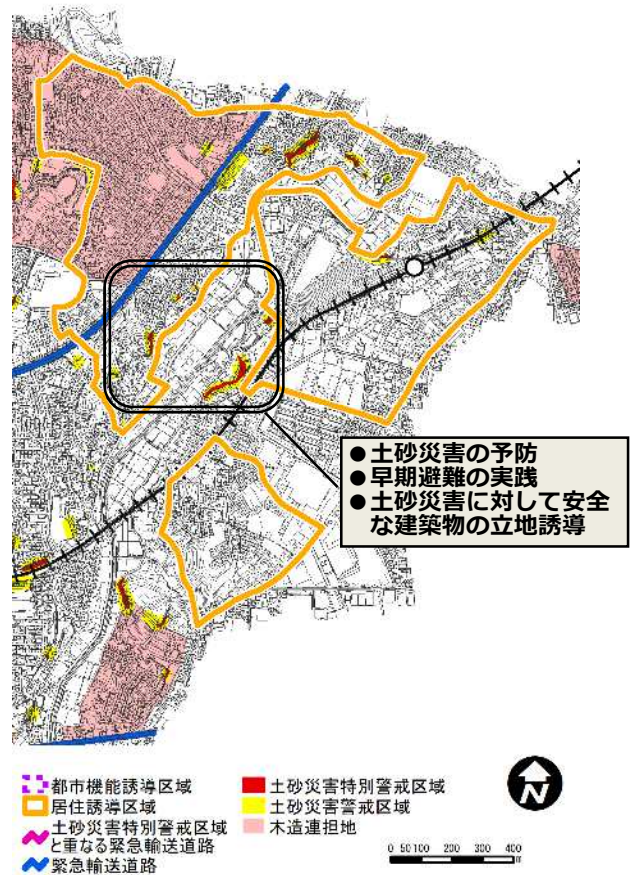 ●土砂災害の予防
●早期避難の実践
●土砂災害に対して安全
な建築物の立地誘導
都市機能誘導区域
居住誘導区域
土砂災害特別警戒区域
と重なる緊急輸送道路
緊急輸送道路
土砂災害特別警戒区域
土砂災害警戒区域
木造連担地
N
0 50 100 200 300 400
m